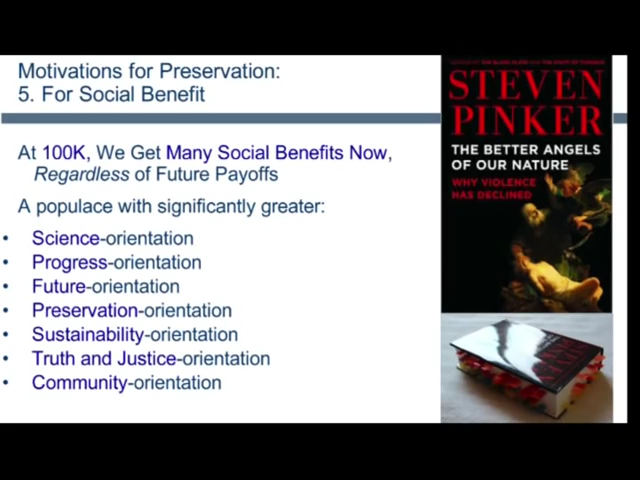 Motivations for Preservation:
5. For Social Benefit
At 100K, We Get Many Social Benefits Now,
Regardless of Future Payoffs
A populace with significantly greater:
• Science-orientation
• Progress-orientation
• Future-orientation
• Preservation-orientation
• Sustainability-orientation
• Truth and Justice-orientation
• Community-orientation
STEVEN
PINKER
THE BETTER ANGELS
OF OUR NATURE
WHY VIOLENCE
HAS DECLINED